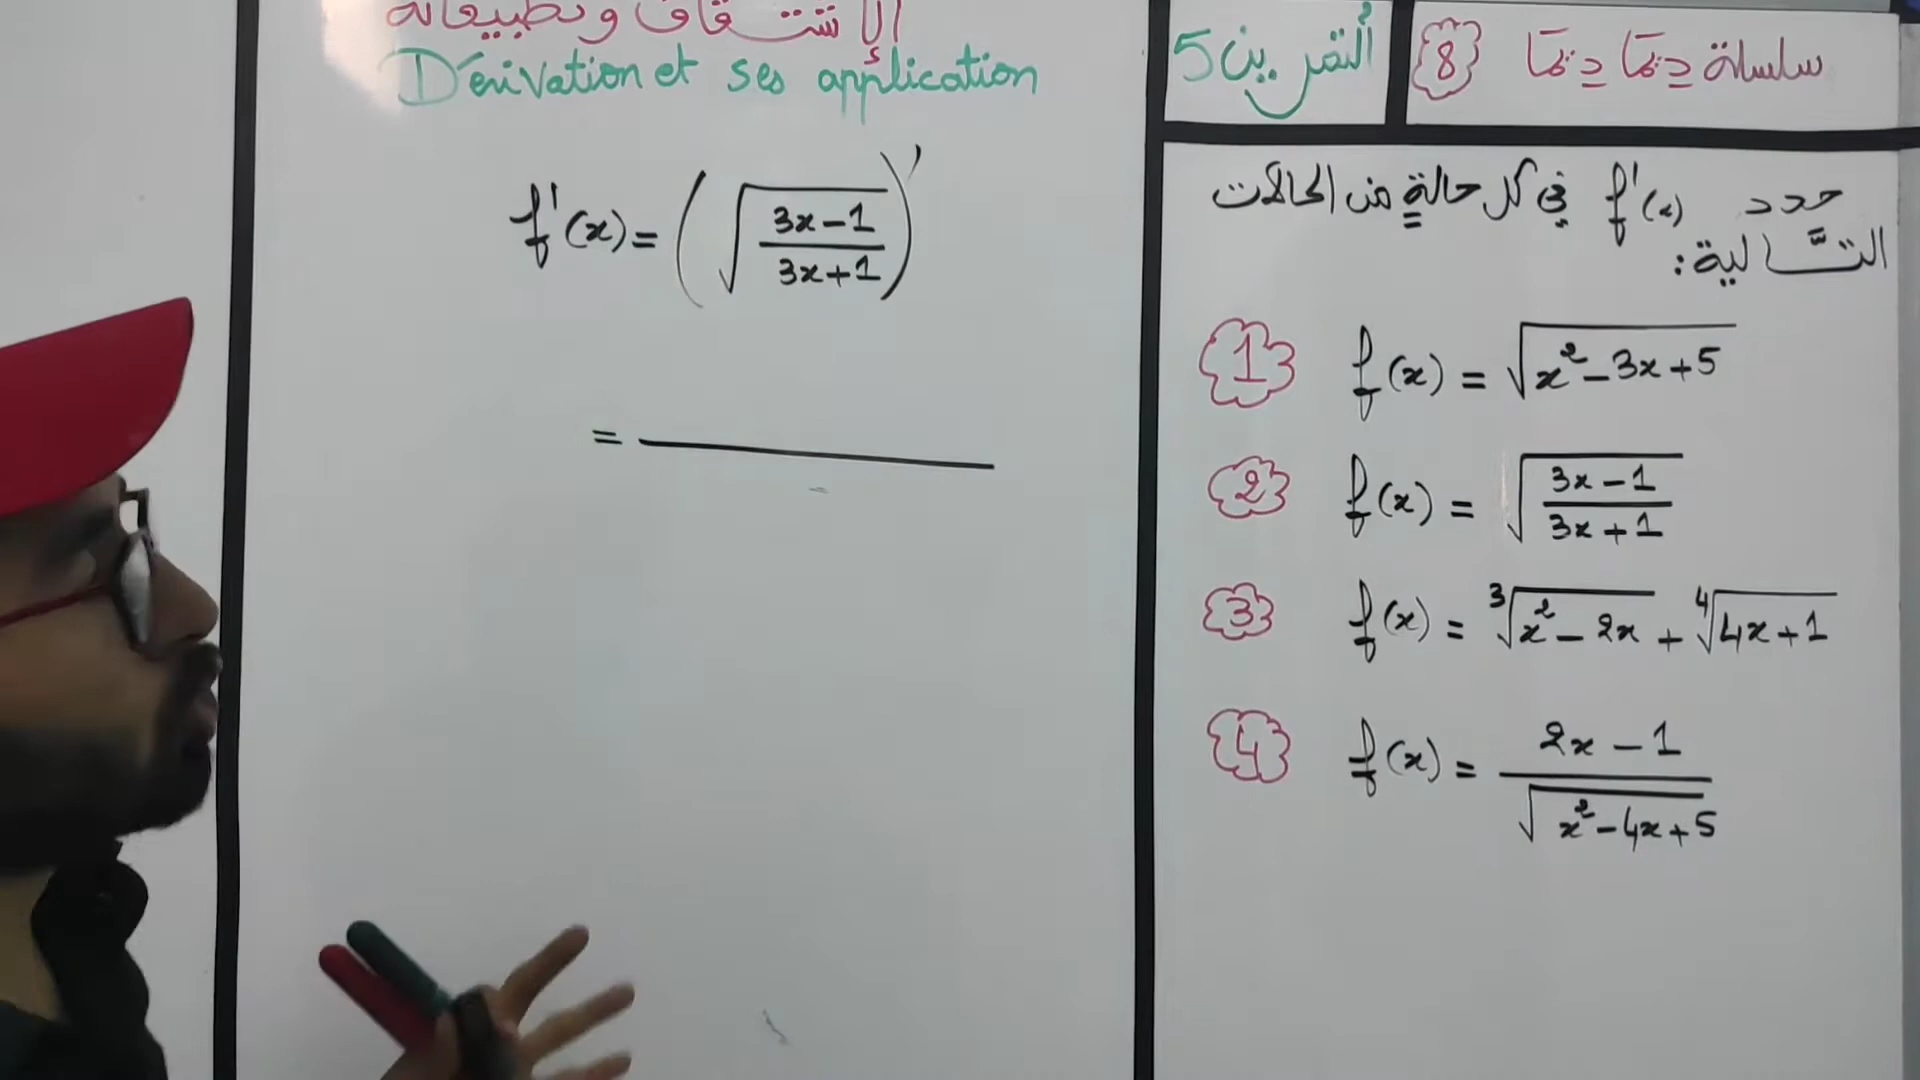 الإشتقاق وتطبيقاته
Dérivation et ses application
f'(x) = (√((3x-1)/(3x+1)))'
=
سلسلة 8
التمرين 5
حدد f'(x) في كل حالة من الحالات
التالية:
1 f(x) = √(x²-3x+5)
2 f(x) = √((3x-1)/(3x+1))
3 f(x) = ³√(x²-2x) + ⁴√(4x+1)
4 f(x) = (2x-1)/√(x²-4x+5)